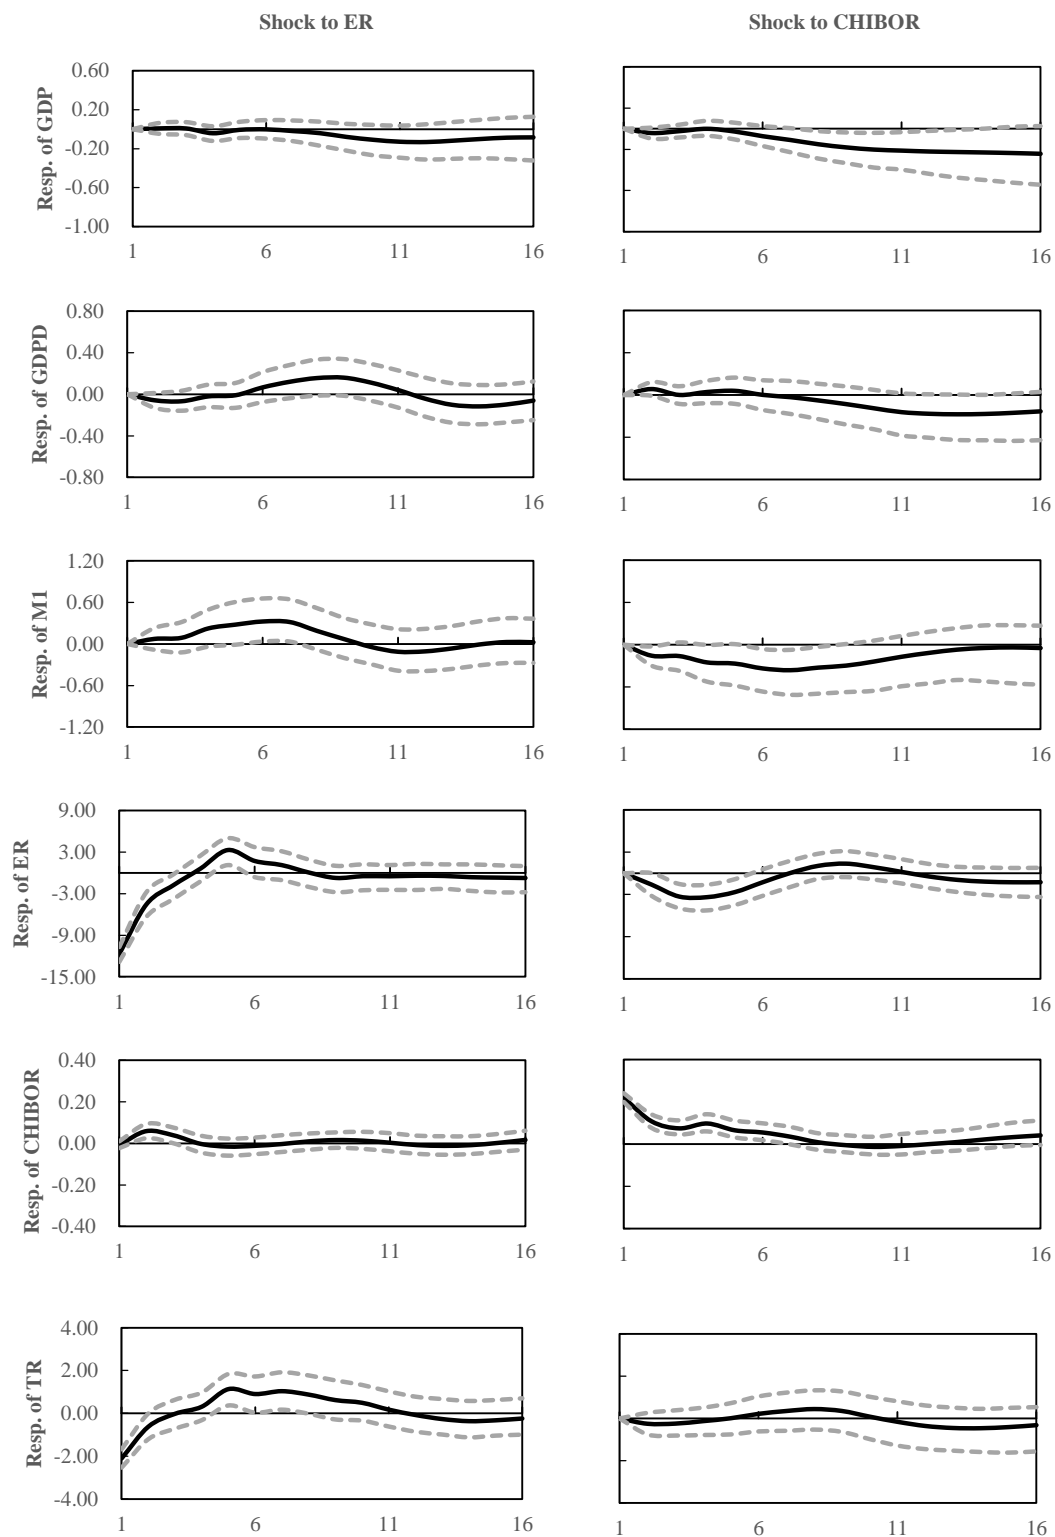 Shock to ER
Shock to CHIBOR
Resp. of GDP
0.60
0.20
-0.20
-0.60
-1.00
1 6 11 16
1 6 11 16
Resp. of GDPD
0.80
0.40
0.00
-0.40
-0.80
1 6 11 16
1 6 11 16
Resp. of M1
1.20
0.60
0.00
-0.60
-1.20
1 6 11 16
1 6 11 16
Resp. of ER
9.00
3.00
-3.00
-9.00
-15.00
1 6 11 16
1 6 11 16
Resp. of CHIBOR
0.40
0.20
0.00
-0.20
-0.40
1 6 11 16
1 6 11 16
Resp. of TR
4.00
2.00
0.00
-2.00
-4.00
1 6 11 16
1 6 11 16